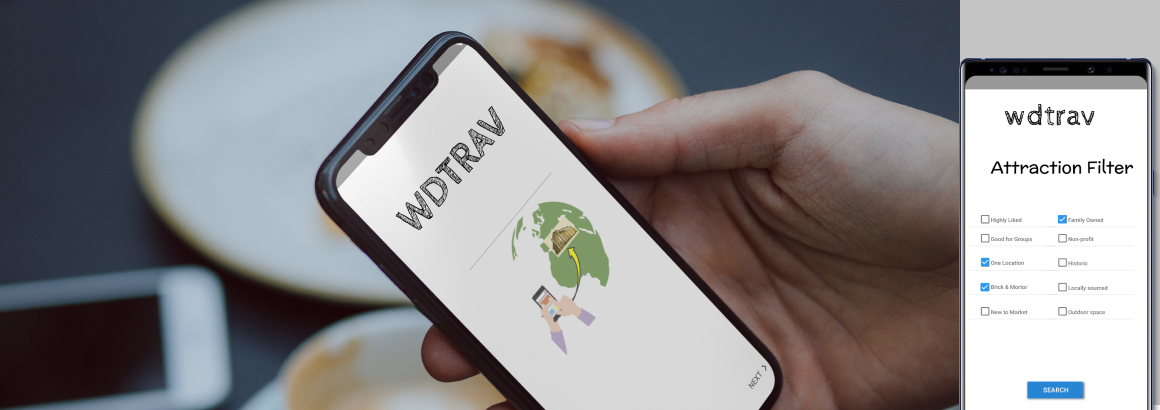 WDTRAV
NEXT >
wdtrav
Attraction Filter
Highly Liked
Family Owned
Good for Groups
Non-profit
One Location
Historic
Brick & Morior
Locally sourced
New to Market
Outdoor space
SEARCH